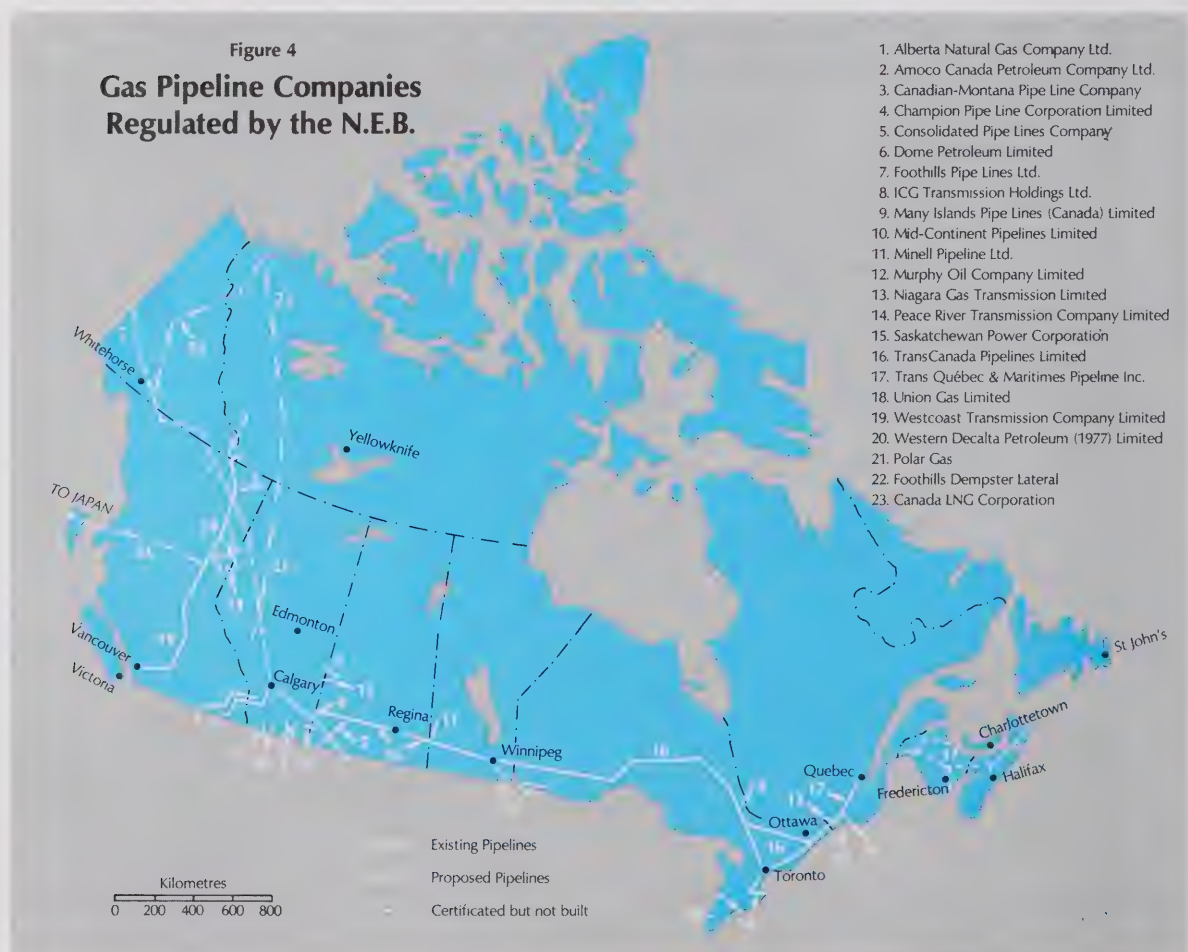 Figure 4
Gas Pipeline Companies
Regulated by the N.E.B.
1. Alberta Natural Gas Company Ltd.
2. Amoco Canada Petroleum Company Ltd.
3. Canadian-Montana Pipe Line Company
4. Champion Pipe Line Corporation Limited
5. Consolidated Pipe Lines Company
6. Dome Petroleum Limited
7. Foothills Pipe Lines Ltd.
8. ICG Transmission Holdings Ltd.
9. Many Islands Pipe Lines (Canada) Limited
10. Mid-Continent Pipelines Limited
11. Minell Pipeline Ltd.
12. Murphy Oil Company Limited
13. Niagara Gas Transmission Limited
14. Peace River Transmission Company Limited
15. Saskatchewan Power Corporation
16. TransCanada Pipelines Limited
17. Trans Québec & Maritimes Pipeline Inc.
18. Union Gas Limited
19. Westcoast Transmission Company Limited
20. Western Decalta Petroleum (1977) Limited
21. Polar Gas
22. Foothills Dempster Lateral
23. Canada LNG Corporation
Whitehorse
Yellowknife
TO JAPAN
Edmonton
Vancouver
Victoria
Calgary
Regina
Winnipeg
16
Quebec
17
Ottawa
16
Toronto
Fredericton
Charlottetown
Halifax
St John's
Existing Pipelines
Proposed Pipelines
Certificated but not built
Kilometres
0 200 400 600 800